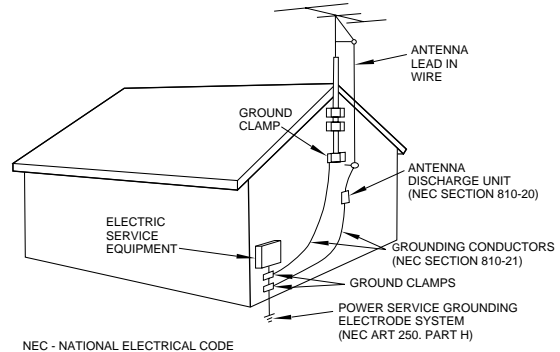 ANTENNA
LEAD IN
WIRE
GROUND
CLAMP
ANTENNA
DISCHARGE UNIT
(NEC SECTION 810-20)
ELECTRIC
SERVICE
EQUIPMENT
GROUNDING CONDUCTORS
(NEC SECTION 810-21)
GROUND CLAMPS
POWER SERVICE GROUNDING
ELECTRODE SYSTEM
(NEC ART 250. PART H)
NEC - NATIONAL ELECTRICAL CODE